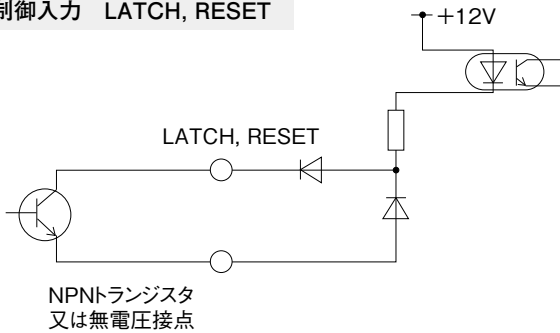 制御入力 LATCH, RESET
+12V
LATCH, RESET
NPNトランジスタ
又は無電圧接点